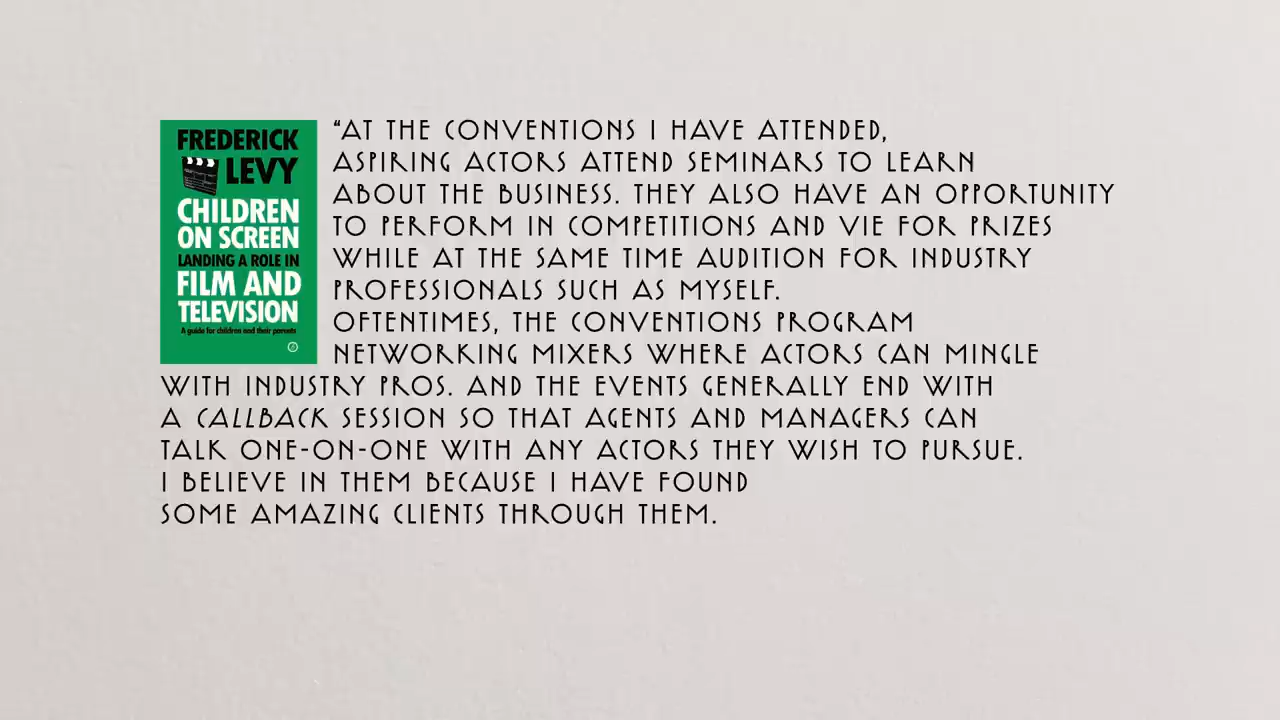 FREDERICK
LEVY
CHILDREN
ON SCREEN
LANDING A ROLE IN
FILM AND
TELEVISION
A guide for children and their parents
“AT THE CONVENTIONS I HAVE ATTENDED,
ASPIRING ACTORS ATTEND SEMINARS TO LEARN
ABOUT THE BUSINESS. THEY ALSO HAVE AN OPPORTUNITY
TO PERFORM IN COMPETITIONS AND VIE FOR PRIZES
WHILE AT THE SAME TIME AUDITION FOR INDUSTRY
PROFESSIONALS SUCH AS MYSELF.
OFTENTIMES, THE CONVENTIONS PROGRAM
NETWORKING MIXERS WHERE ACTORS CAN MINGLE
WITH INDUSTRY PROS. AND THE EVENTS GENERALLY END WITH
A CALLBACK SESSION SO THAT AGENTS AND MANAGERS CAN
TALK ONE-ON-ONE WITH ANY ACTORS THEY WISH TO PURSUE.
I BELIEVE IN THEM BECAUSE I HAVE FOUND
SOME AMAZING CLIENTS THROUGH THEM.